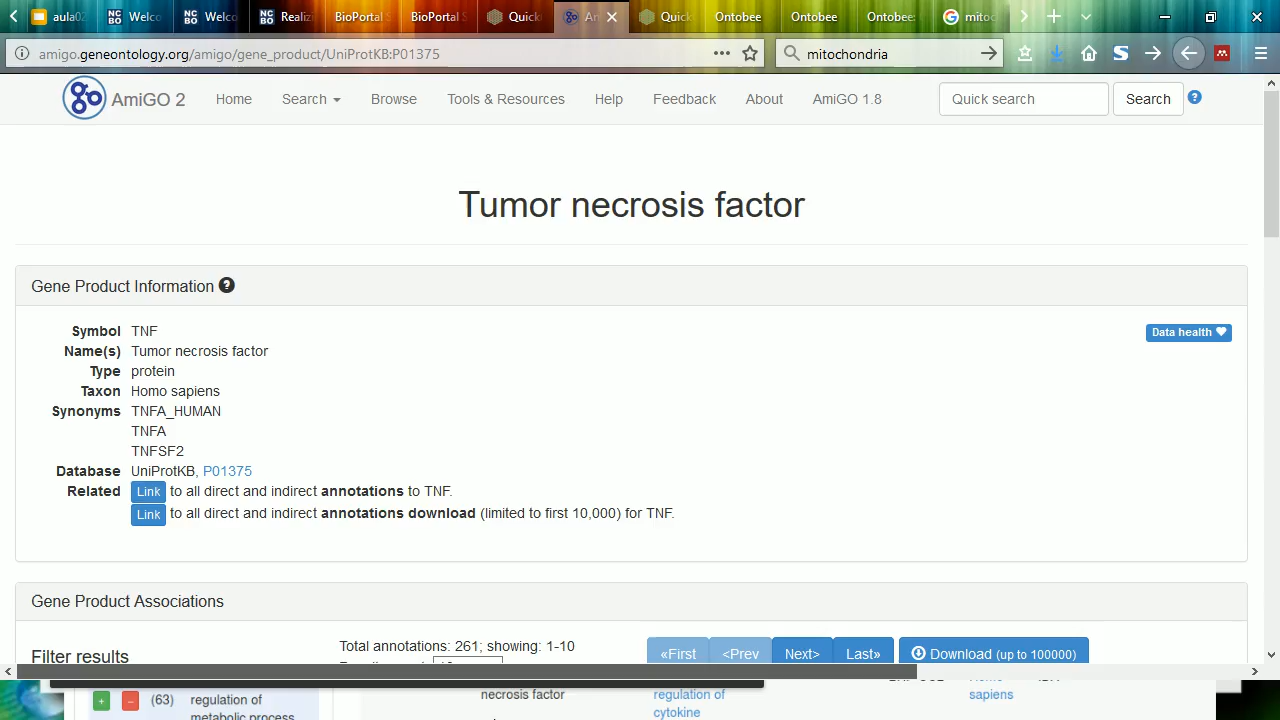 aula02 NCBO Welco NCBO Welco NCBO Realizi BioPortal S BioPortal S Quick Am Quick Ontobee Ontobee Ontobee: mitoc
amigo.geneontology.org/amigo/gene_product/UniProtKB:P01375 mitochondria
AmiGO 2 Home Search Browse Tools & Resources Help Feedback About AmiGO 1.8 Quick search Search
Tumor necrosis factor
Gene Product Information
Symbol TNF Data health
Name(s) Tumor necrosis factor
Type protein
Taxon Homo sapiens
Synonyms TNFA_HUMAN
TNFA
TNFSF2
Database UniProtKB, P01375
Related Link to all direct and indirect annotations to TNF.
Link to all direct and indirect annotations download (limited to first 10,000) for TNF.
Gene Product Associations
Total annotations: 261; showing: 1-10 «First <Prev Next> Last» Download (up to 100000)
Filter results
(63) regulation of necrosis factor regulation of sapiens
metabolic process cytokine